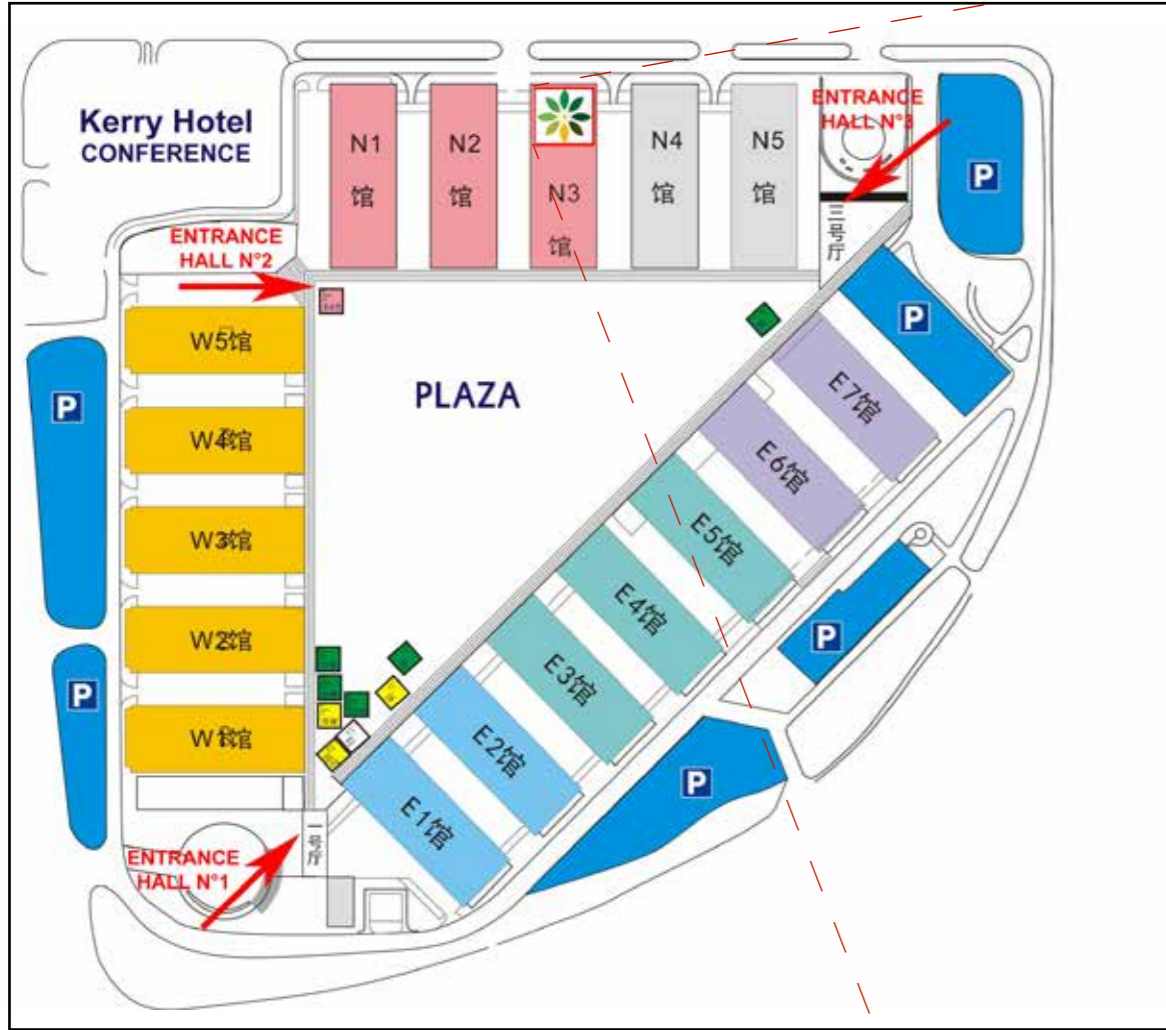 Kerry Hotel
CONFERENCE
N1
馆
N2
馆
N3
馆
N4
馆
N5
馆
ENTRANCE
HALL N°3
P
三号厅
ENTRANCE
HALL N°2
P
W5馆
PLAZA
E7馆
P
W4馆
E6馆
W3馆
E5馆
W2馆
E4馆
P
P
E3馆
W1馆
E2馆
P
E1馆
一号厅
ENTRANCE
HALL N°1